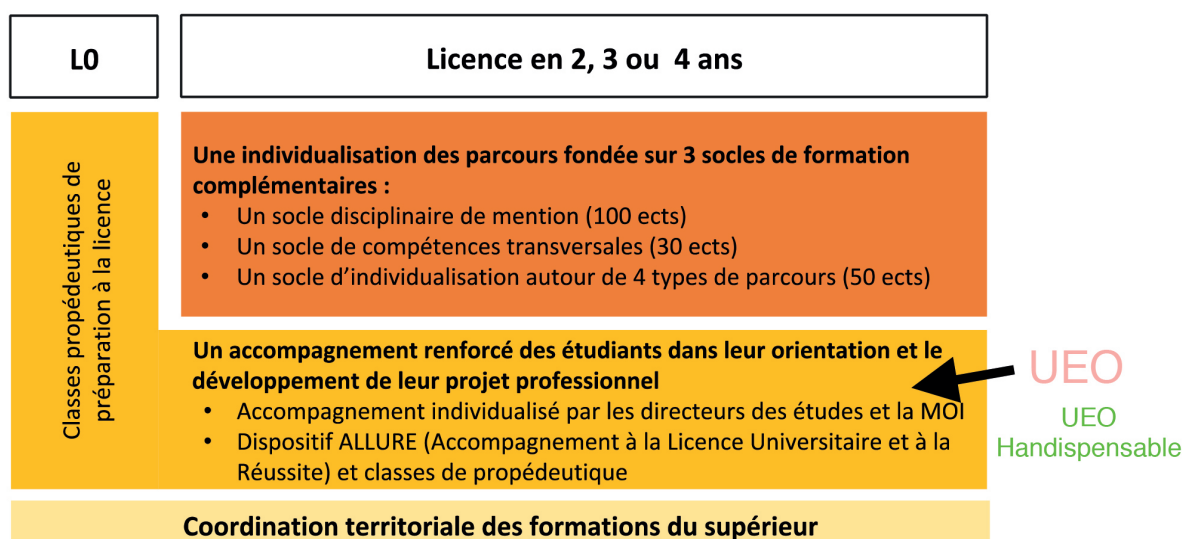 L0
Licence en 2, 3 ou 4 ans
Classes propédeutiques de
préparation à la licence
Une individualisation des parcours fondée sur 3 socles de formation
complémentaires :
• Un socle disciplinaire de mention (100 ects)
• Un socle de compétences transversales (30 ects)
• Un socle d'individualisation autour de 4 types de parcours (50 ects)
Un accompagnement renforcé des étudiants dans leur orientation et le
développement de leur projet professionnel
• Accompagnement individualisé par les directeurs des études et la MOI
• Dispositif ALLURE (Accompagnement à la Licence Universitaire et à la
Réussite) et classes de propédeutique
UEO
UEO
Handispensable
Coordination territoriale des formations du supérieur